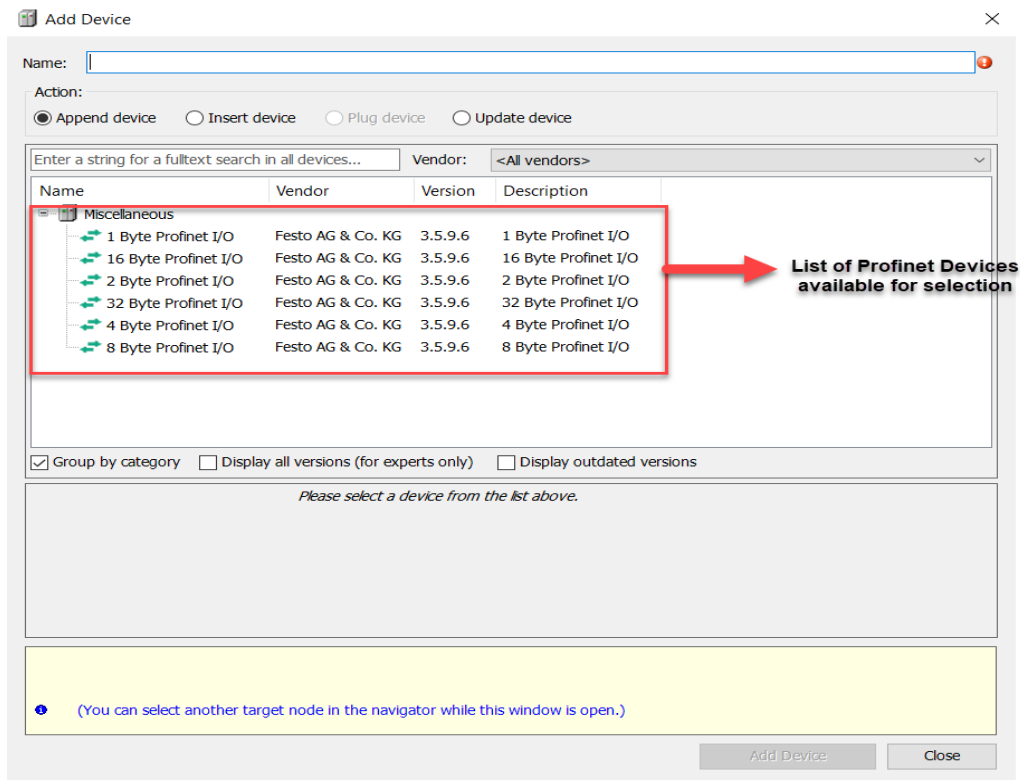 Add Device
Name:
Action:
Append device Insert device Plug device Update device
Enter a string for a fulltext search in all devices... Vendor: <All vendors>
Name Vendor Version Description
Miscellaneous
1 Byte Profinet I/O Festo AG & Co. KG 3.5.9.6 1 Byte Profinet I/O
16 Byte Profinet I/O Festo AG & Co. KG 3.5.9.6 16 Byte Profinet I/O
2 Byte Profinet I/O Festo AG & Co. KG 3.5.9.6 2 Byte Profinet I/O
32 Byte Profinet I/O Festo AG & Co. KG 3.5.9.6 32 Byte Profinet I/O
4 Byte Profinet I/O Festo AG & Co. KG 3.5.9.6 4 Byte Profinet I/O
8 Byte Profinet I/O Festo AG & Co. KG 3.5.9.6 8 Byte Profinet I/O
List of Profinet Devices
available for selection
Group by category Display all versions (for experts only) Display outdated versions
Please select a device from the list above.
(You can select another target node in the navigator while this window is open.)
Add Device Close